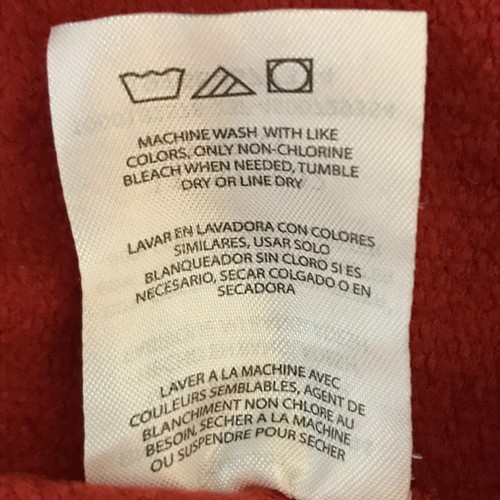 MACHINE WASH WITH LIKE
COLORS, ONLY NON-CHLORINE
BLEACH WHEN NEEDED, TUMBLE
DRY OR LINE DRY
LAVAR EN LAVADORA CON COLORES
SIMILARES, USAR SOLO
BLANQUEADOR SIN CLORO SI ES
NECESARIO, SECAR COLGADO O EN
SECADORA
LAVER A LA MACHINE AVEC
COULEURS SEMBLABLES, AGENT DE
BLANCHIMENT NON CHLORE AU
BESOIN, SECHER A LA MACHINE
OU SUSPENDRE POUR SECHER